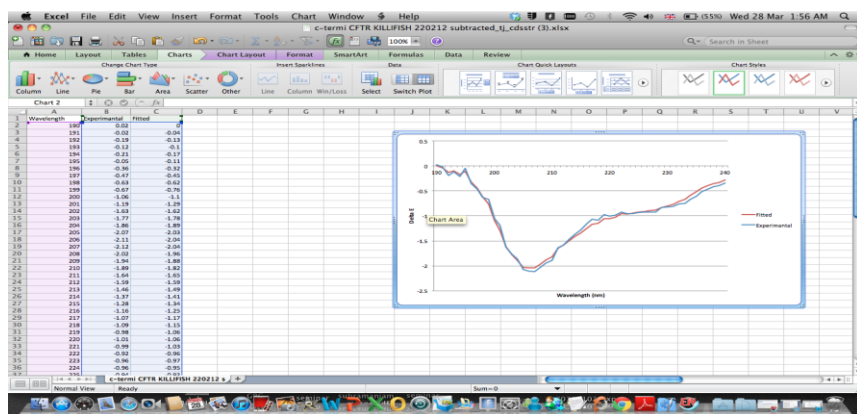 Excel File Edit View Insert Format Tools Chart Window Help (55%) Wed 28 Mar 1:56 AM
c-termi CFTR KILLIFISH 220212 subtracted_tj_cdsstr (3).xlsx
100% Search in Sheet
Home Layout Tables Charts Chart Layout Format SmartArt Formulas Data Review
Change Chart Type Insert Sparklines Data Chart Quick Layouts Chart Styles
Column Line Pie Bar Area Scatter Other Line Column Win/Loss Select Switch Plot
Chart 2 fx
A B C D E F G H I J K L M N O P Q R S T U V
1 Wavelength Experimantal Fitted
2 190 0.02 0
3 191 -0.02 -0.04
4 192 -0.19 -0.13
5 193 -0.12 -0.1
6 194 -0.21 -0.17
7 195 -0.05 -0.11
8 196 -0.36 -0.32
9 197 -0.47 -0.45
10 198 -0.63 -0.62
11 199 -0.67 -0.76
12 200 -1.06 -1.1
13 201 -1.19 -1.29
14 202 -1.63 -1.62
15 203 -1.77 -1.78
16 204 -1.86 -1.89
17 205 -2.07 -2.03
18 206 -2.11 -2.04
19 207 -2.12 -2.04
20 208 -2.02 -1.96
21 209 -1.94 -1.88
22 210 -1.89 -1.82
23 211 -1.64 -1.65
24 212 -1.59 -1.59
25 213 -1.46 -1.49
26 214 -1.37 -1.41
27 215 -1.28 -1.34
28 216 -1.16 -1.25
29 217 -1.07 -1.17
30 218 -1.09 -1.15
31 219 -0.98 -1.06
32 220 -1.01 -1.06
33 221 -0.99 -1.03
34 222 -0.92 -0.96
35 223 -0.96 -0.97
36 224 -0.96 -0.95
0.5
0
190 200 210 220 230 240
-0.5
-1
-1.5
-2
-2.5
Delta E
Chart Area
Fitted
Experimantal
Wavelength (nm)
c-termi CFTR KILLIFISH 220212 s
Normal View Ready Sum=0